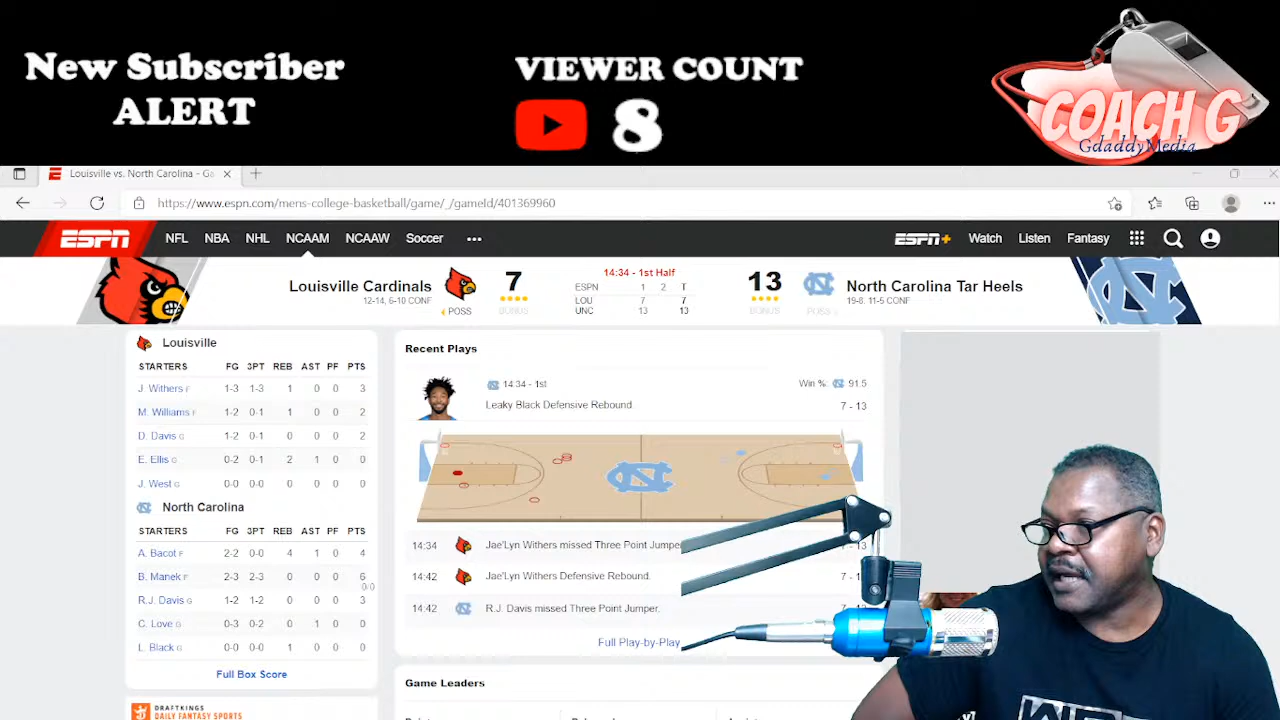 New Subscriber
ALERT
VIEWER COUNT
8
COACH G
GdaddyMedia
Louisville vs. North Carolina - Ga
https://www.espn.com/mens-college-basketball/game/_/gameId/401369960
ESPN NFL NBA NHL NCAAM NCAAW Soccer ... ESPN+ Watch Listen Fantasy
Louisville Cardinals 7 14:34 - 1st Half 13 North Carolina Tar Heels
12-14, 6-10 CONF POSS BONUS ESPN 1 2 T BONUS POSS 19-8, 11-5 CONF
LOU 7 7
UNC 13 13
Louisville
STARTERS FG 3PT REB AST PF PTS
J. Withers F 1-3 1-3 1 0 0 3
M. Williams F 1-2 0-1 1 0 0 2
D. Davis G 1-2 0-1 0 0 0 2
E. Ellis G 0-2 0-1 2 1 0 0
J. West G 0-0 0-0 0 0 0 0
North Carolina
STARTERS FG 3PT REB AST PF PTS
A. Bacot F 2-2 0-0 4 1 0 4
B. Manek F 2-3 2-3 0 0 0 6
0/0
R.J. Davis G 1-2 1-2 0 0 0 3
C. Love G 0-3 0-2 0 1 0 0
L. Black G 0-0 0-0 1 0 0 0
Full Box Score
DRAFTKINGS
DAILY FANTASY SPORTS
Recent Plays
14:34 - 1st Win %: 91.5
Leaky Black Defensive Rebound. 7 - 13
14:34 Jae'Lyn Withers missed Three Point Jumper
14:42 Jae'Lyn Withers Defensive Rebound. 7 - 1
14:42 R.J. Davis missed Three Point Jumper.
Full Play-by-Play
Game Leaders